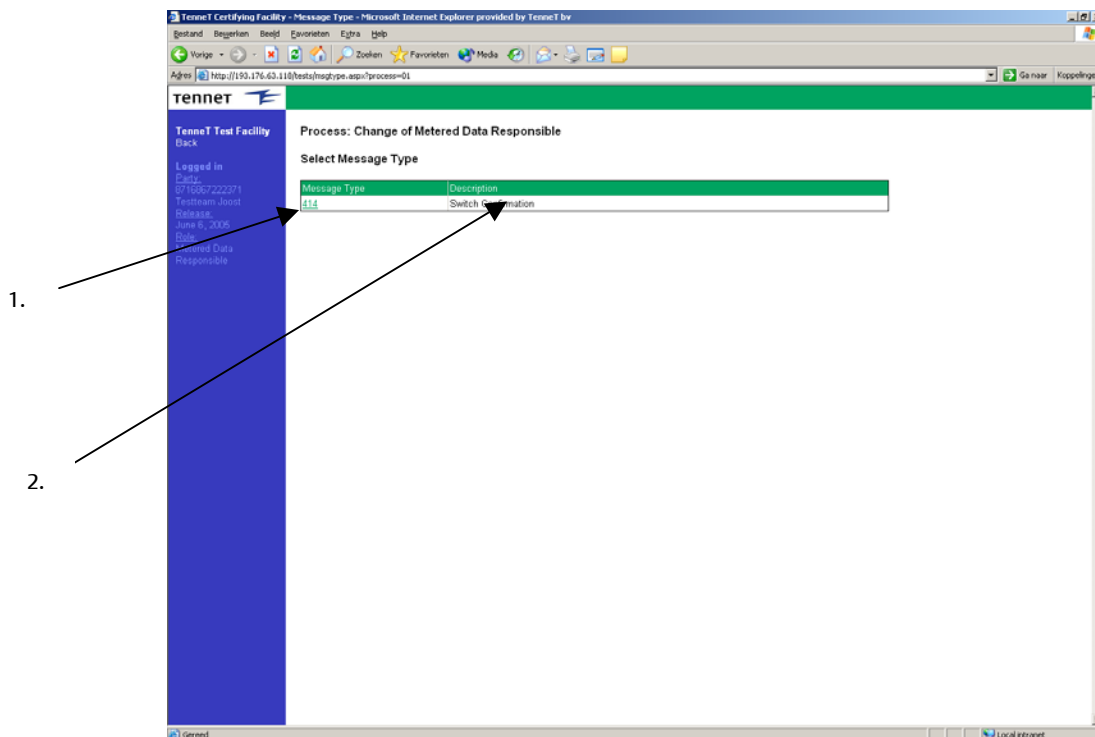 TenneT Certifying Facility - Message Type - Microsoft Internet Explorer provided by TenneT bv
Bestand Bewerken Beeld Favorieten Extra Help
Vorige Zoeken Favorieten Media
Adres http://193.176.63.118/tests/msgtype.aspx?process=01 Ga naar Koppelingen
TenneT
TenneT Test Facility
Back
Logged in
Party:
8716867222371
Testteam Joost
Release:
June 6, 2005
Role:
Metered Data
Responsible
Process: Change of Metered Data Responsible
Select Message Type
Message Type Description
414 Switch Confirmation
1.
2.
Gereed Local intranet